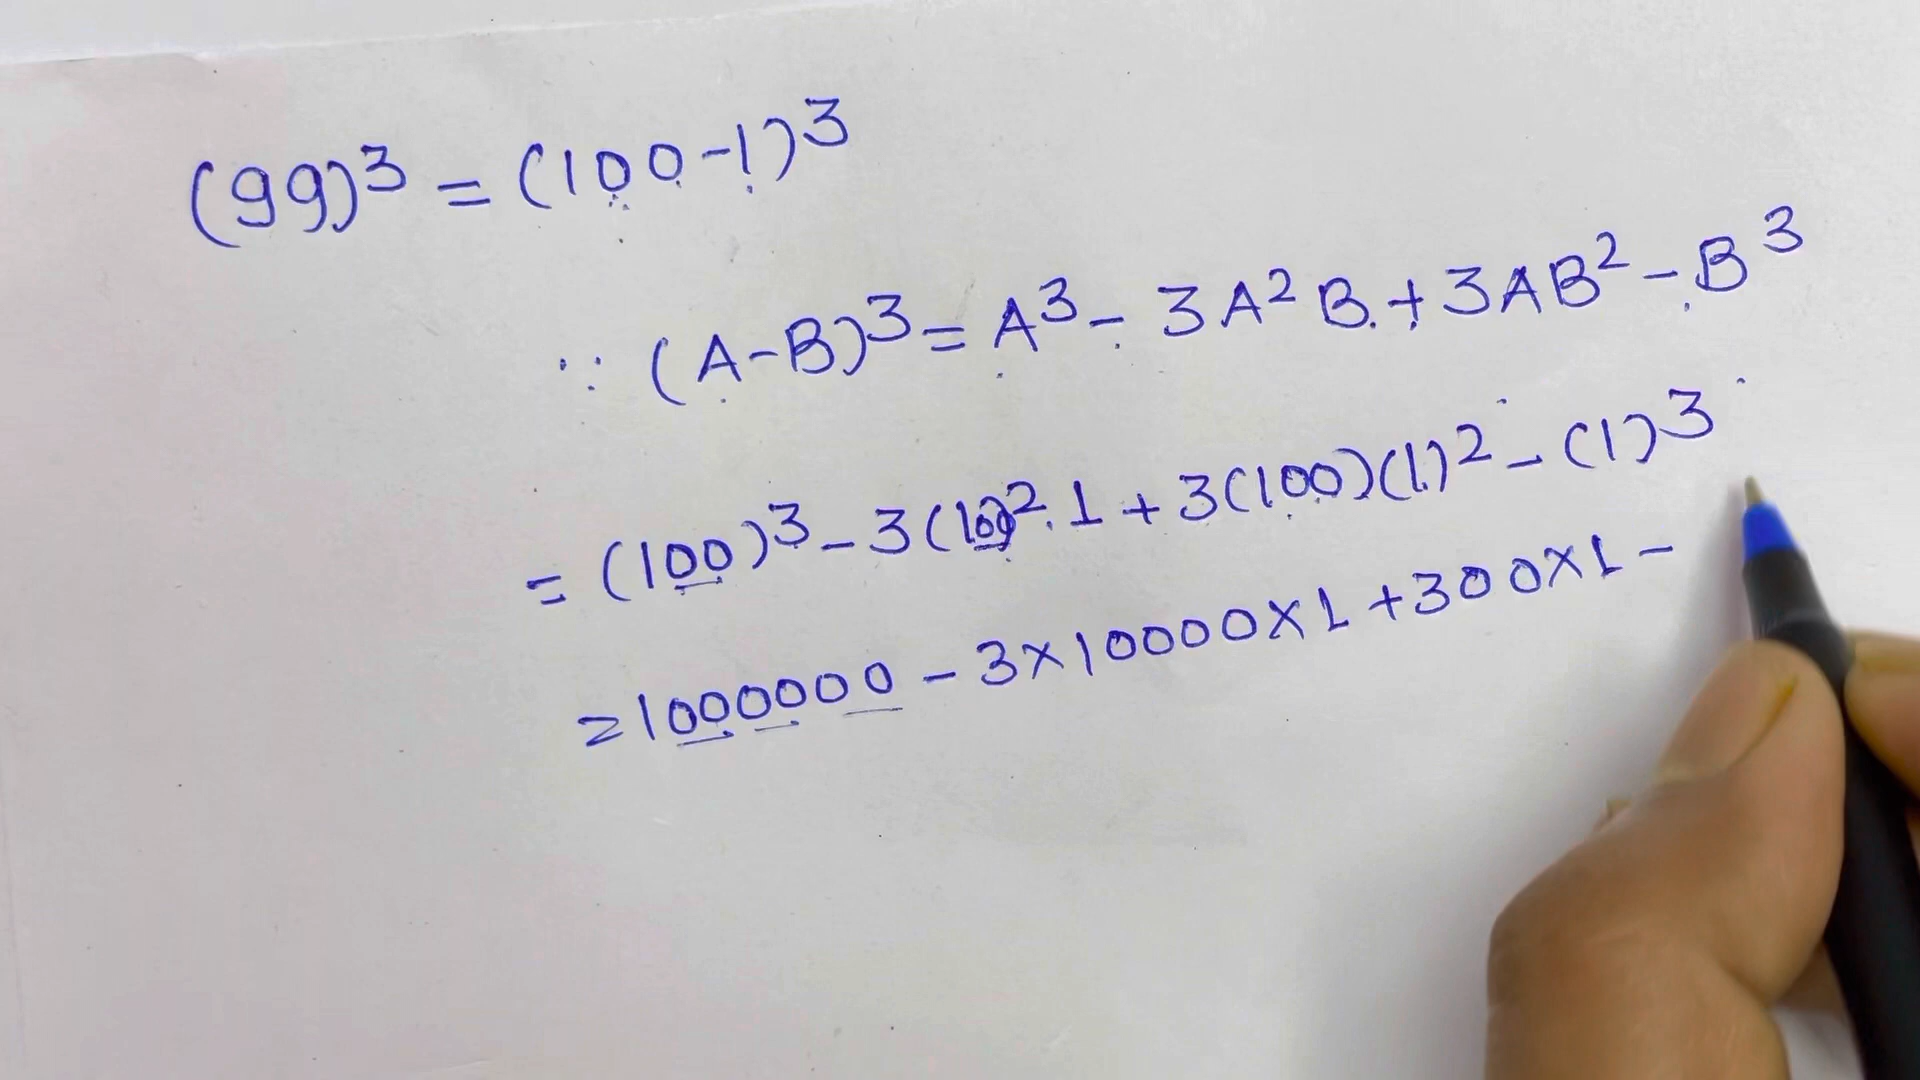 (99)³ = (100-1)³
∵ (A-B)³ = A³ - 3A²B + 3AB² - B³
= (100)³ - 3(100)².1 + 3(100)(1)² - (1)³
= 1000000 - 3×10000×1 + 300×1 -